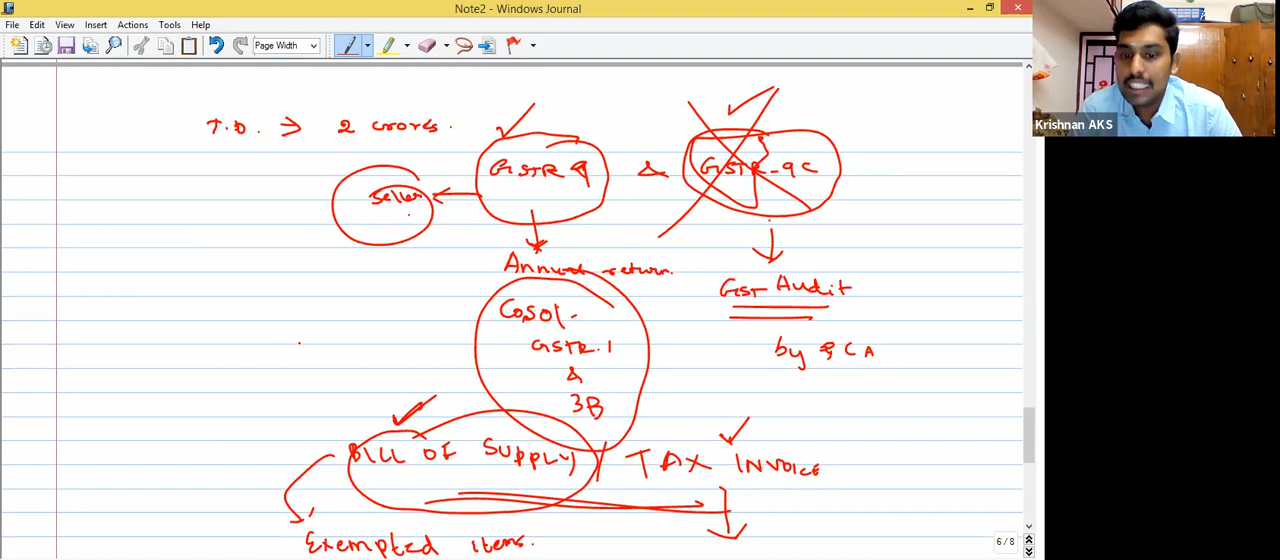 Note2 - Windows Journal
File Edit View Insert Actions Tools Help
Page Width
T.O. → 2 crores.
GSTR 9 & GSTR-9C
Seller
Annual return.
GST Audit
Cosol-
GSTR.1
by CA
&
3B
BILL OF SUPPLY / TAX INVOICE
Exempted items.
Krishnan AKS
6 / 8